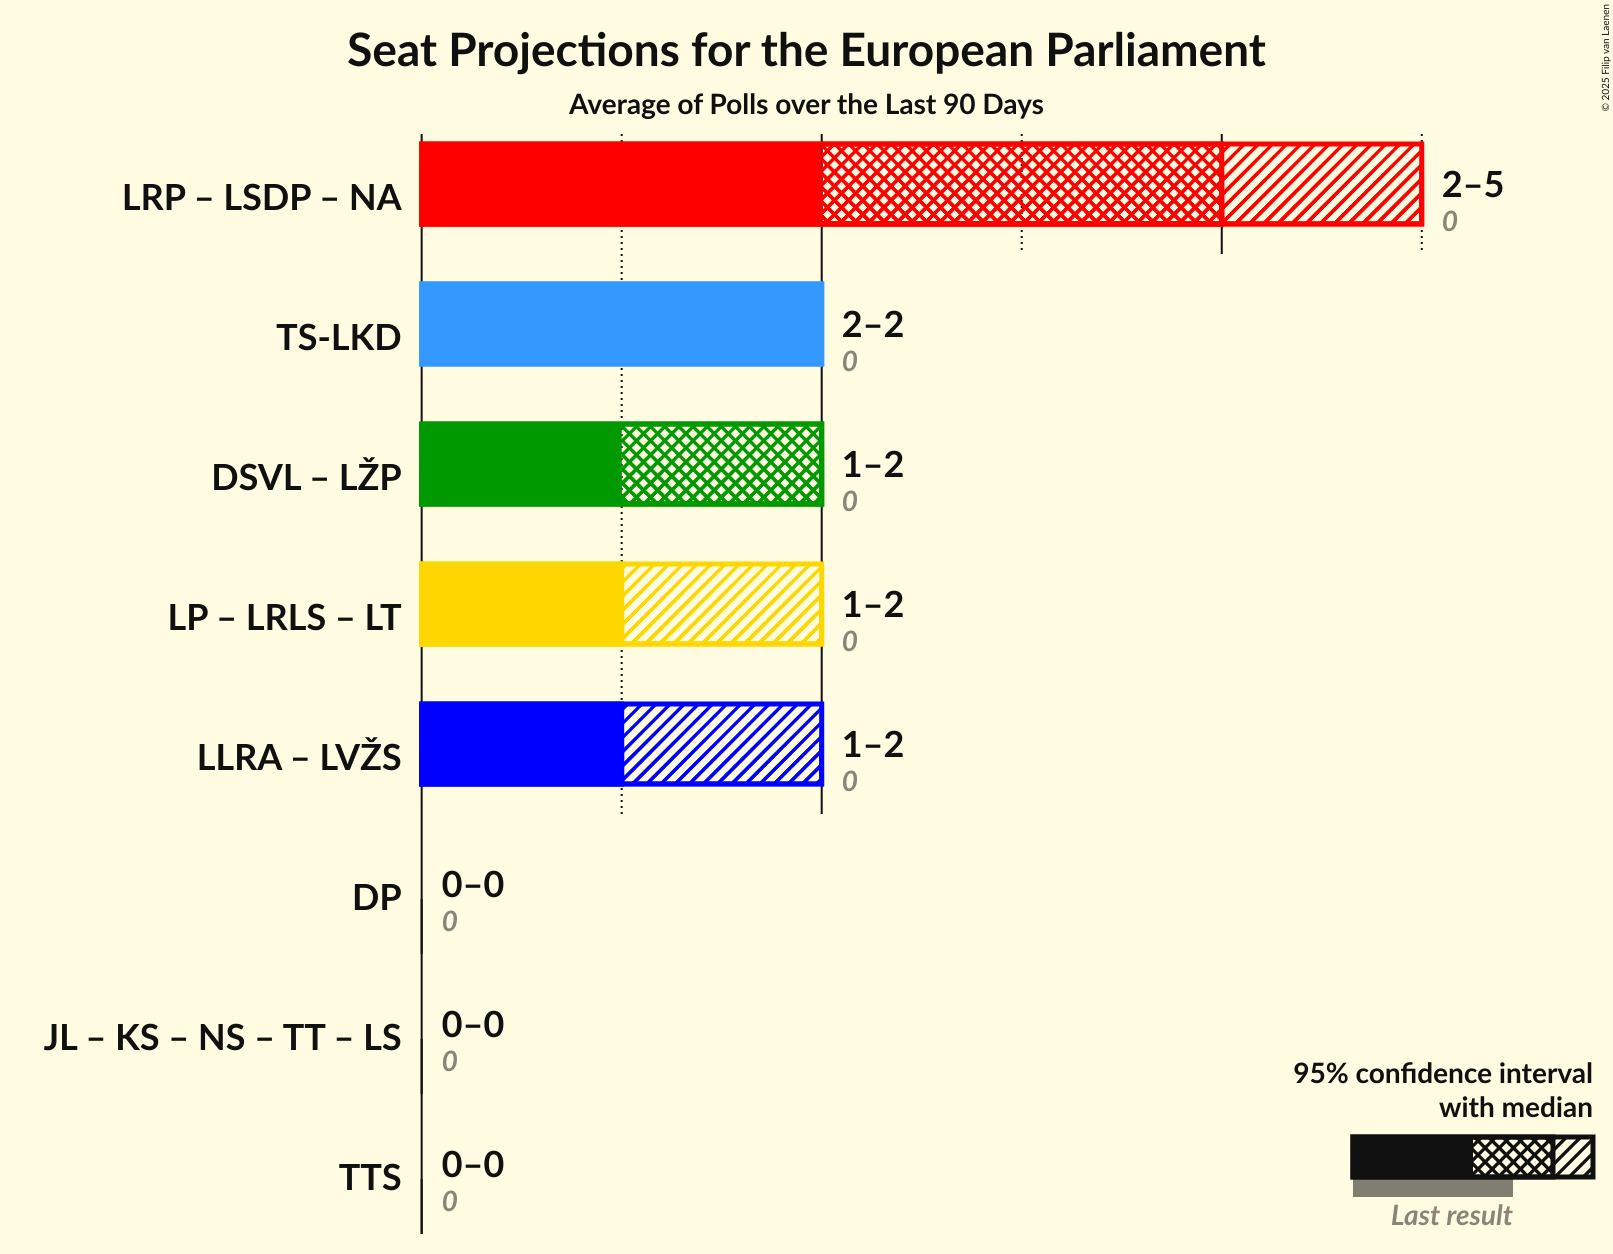 Seat Projections for the European Parliament
Average of Polls over the Last 90 Days
© 2025 Filip van Laenen
LRP – LSDP – NA
2–5
0
TS-LKD
2–2
0
DSVL – LŽP
1–2
0
LP – LRLS – LT
1–2
0
LLRA – LVŽS
1–2
0
DP
0–0
0
JL – KS – NS – TT – LS
0–0
0
TTS
0–0
0
95% confidence interval
with median
Last result